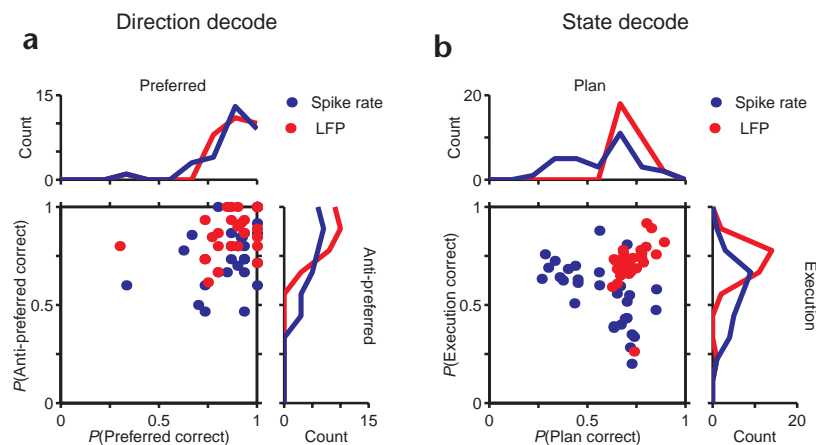 Direction decode
State decode
a
b
Preferred
Plan
15
Count
0
Spike rate
LFP
20
Count
0
Spike rate
LFP
1
0.5
0
P(Anti-preferred correct)
0
0.5
1
P(Preferred correct)
Anti-preferred
0
15
Count
1
0.5
0
P(Execution correct)
0
0.5
1
P(Plan correct)
Execution
0
20
Count